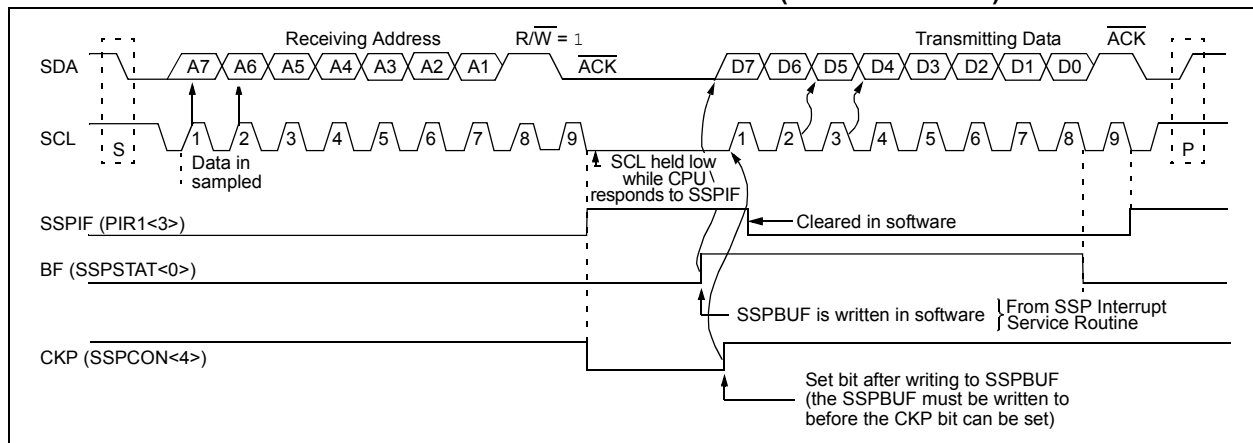 Receiving Address R/W = 1 Transmitting Data ACK
SDA A7 A6 A5 A4 A3 A2 A1 ACK D7 D6 D5 D4 D3 D2 D1 D0
SCL S 1 2 3 4 5 6 7 8 9 1 2 3 4 5 6 7 8 9 P
Data in
sampled
SCL held low
while CPU
responds to SSPIF
SSPIF (PIR1<3>)
Cleared in software
BF (SSPSTAT<0>)
SSPBUF is written in software
From SSP Interrupt
Service Routine
CKP (SSPCON<4>)
Set bit after writing to SSPBUF
(the SSPBUF must be written to
before the CKP bit can be set)